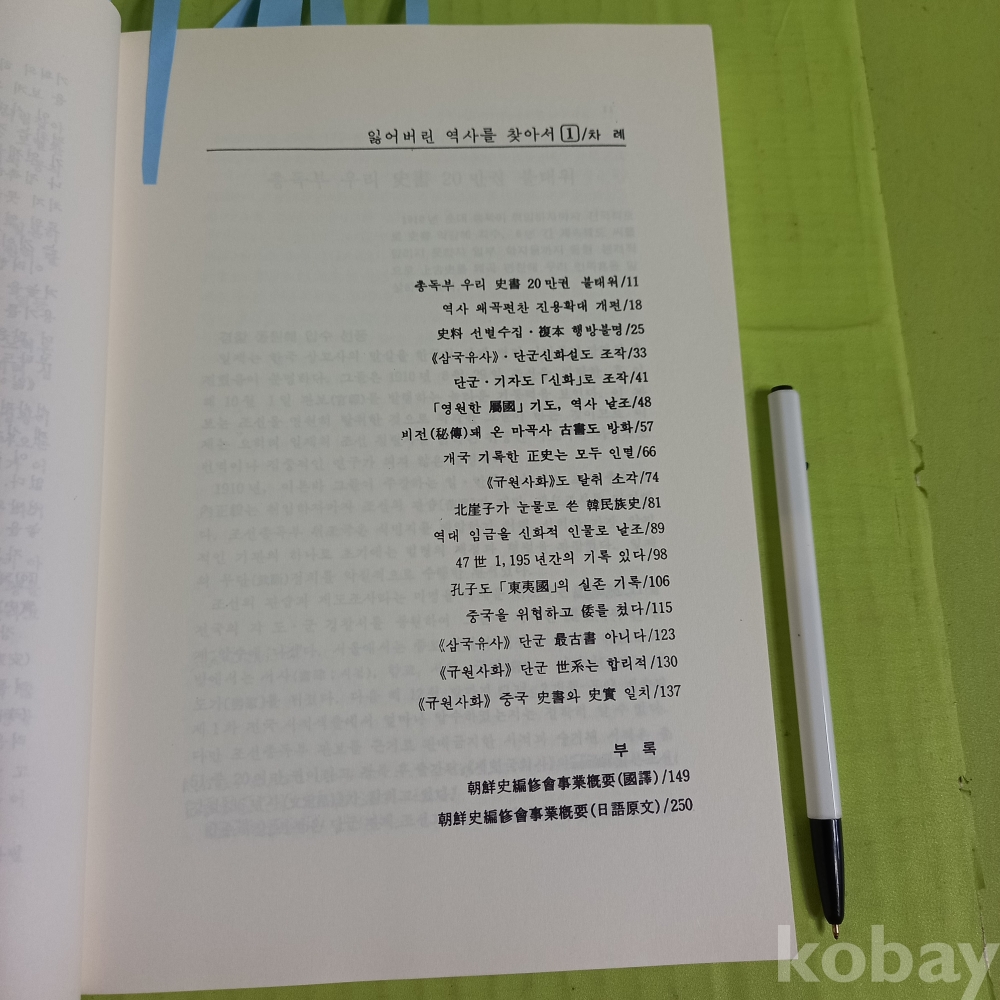 잃어버린 역사를 찾아서 1/차 례
총독부 우리 史書 20만권 불태워/11
역사 왜곡편찬 진용확대 개편/18
史料 선별수집·複本 행방불명/25
《삼국유사》·단군신화설도 조작/33
단군·기자도 「신화」로 조작/41
「영원한 屬國」 기도, 역사 날조/48
비전(秘傳)돼 온 마곡사 古書도 방화/57
개국 기록한 正史는 모두 인멸/66
《규원사화》도 탈취 소각/74
北崖子가 눈물로 쓴 韓民族史/81
역대 임금을 신화적 인물로 날조/89
47世 1,195년간의 기록 있다/98
孔子도 「東夷國」의 실존 기록/106
중국을 위협하고 倭를 쳤다/115
《삼국유사》 단군 最古書 아니다/123
《규원사화》 단군 世系는 합리적/130
《규원사화》 중국 史書와 史實 일치/137
부 록
朝鮮史編修會事業槪要(國譯)/149
朝鮮史編修會事業槪要(日語原文)/250
kobay